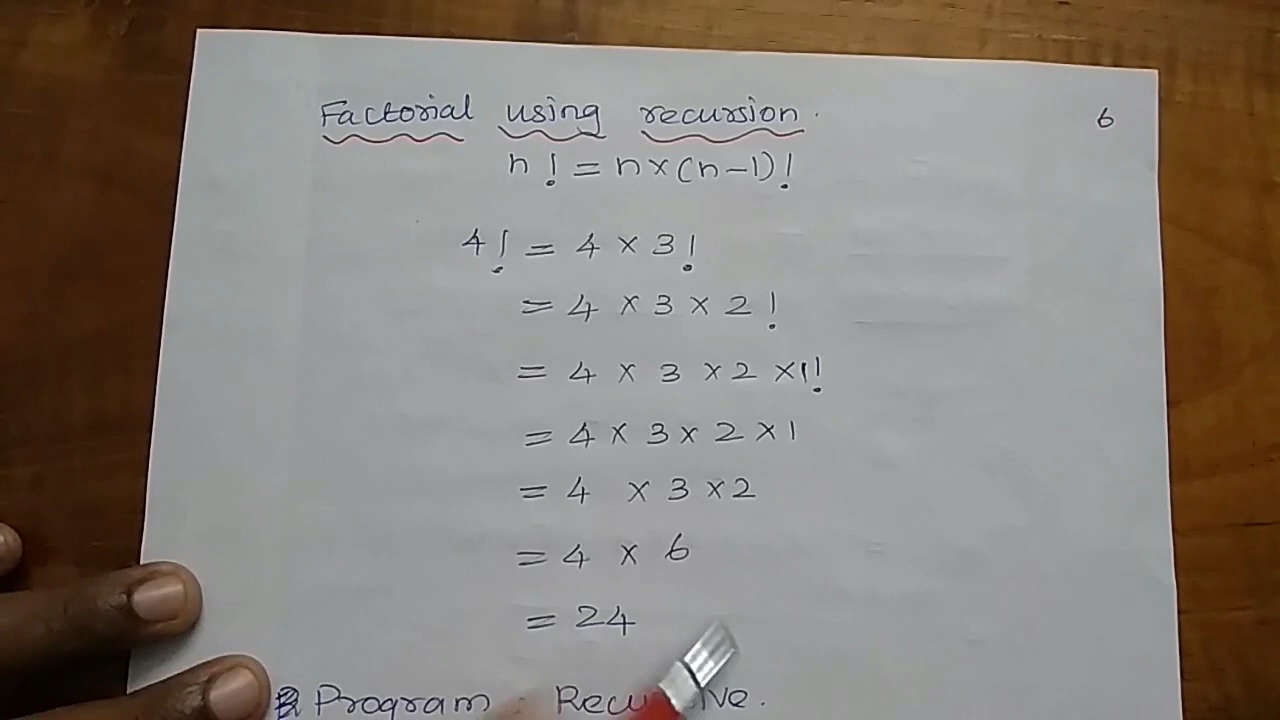 Factorial using recursion. 6
n! = n×(n-1)!
4! = 4 × 3!
= 4 × 3 × 2!
= 4 × 3 × 2 ×1!
= 4 × 3 × 2 × 1
= 4 × 3 × 2
= 4 × 6
= 24
Program